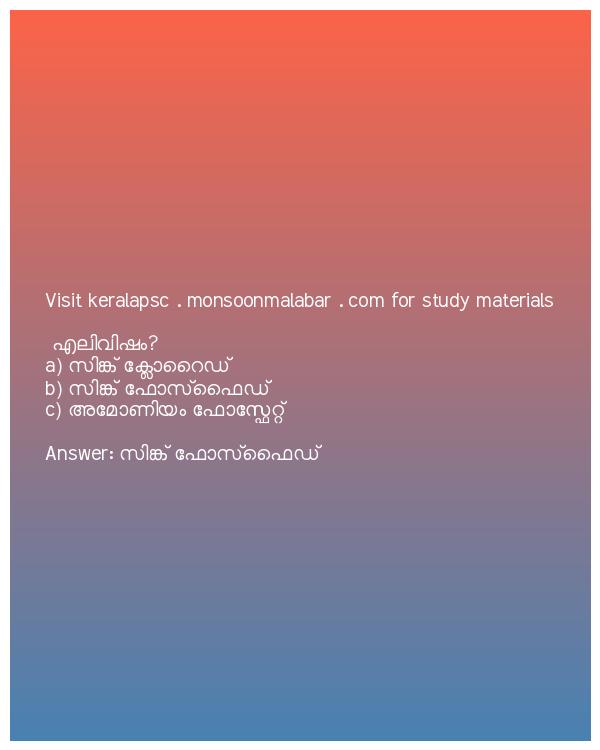 Visit keralapsc . monsoonmalabar . com for study materials
എലിവിഷം?
a) സിങ്ക് ക്ലോറൈഡ്
b) സിങ്ക് ഫോസ്ഫൈഡ്
c) അമോണിയം ഫോസ്ഫേറ്റ്
Answer: സിങ്ക് ഫോസ്ഫൈഡ്